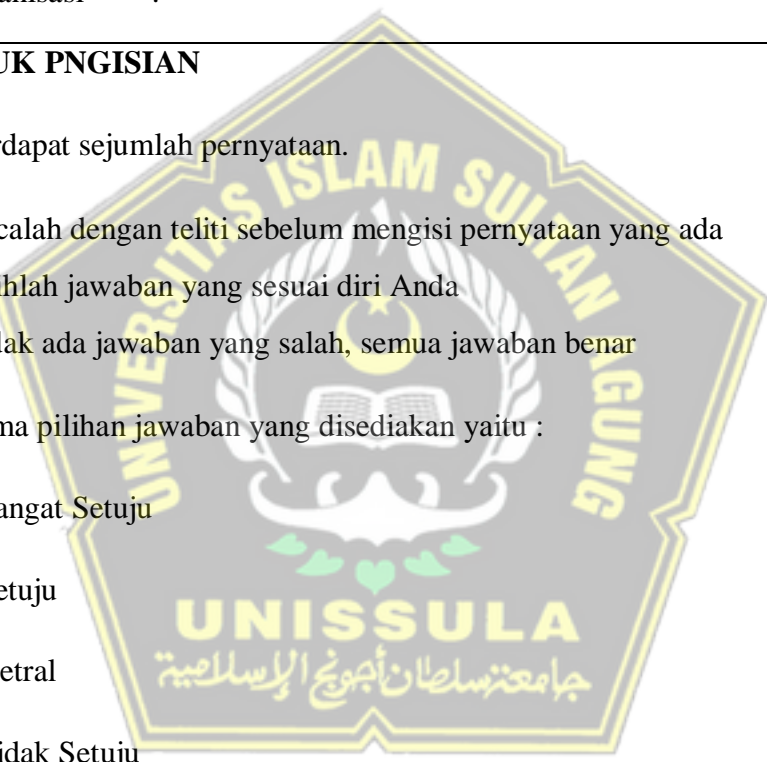 UK PNGISIAN
rdapat sejumlah pernyataan.
calah dengan teliti sebelum mengisi pernyataan yang ada
ihlah jawaban yang sesuai diri Anda
dak ada jawaban yang salah, semua jawaban benar
ma pilihan jawaban yang disediakan yaitu :
angat Setuju
etuju
etral
idak Setuju
UNIVERSITAS ISLAM SULTAN AGUNG
UNISSULA
جامعة سلطان أجونج الإسلامية